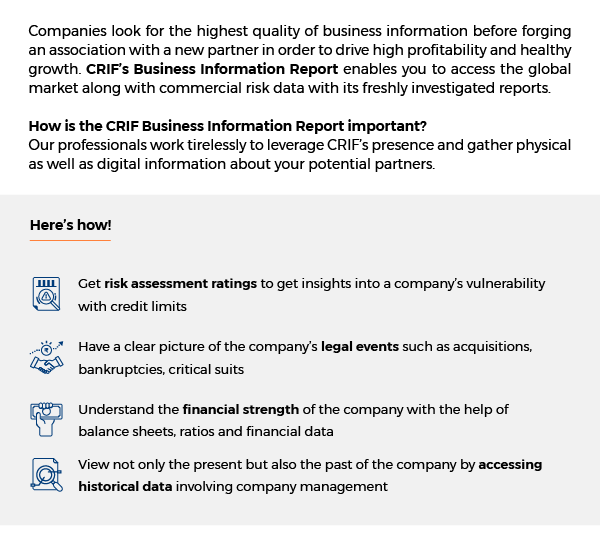 Companies look for the highest quality of business information before forging
an association with a new partner in order to drive high profitability and healthy
growth. CRIF's Business Information Report enables you to access the global
market along with commercial risk data with its freshly investigated reports.
How is the CRIF Business Information Report important?
Our professionals work tirelessly to leverage CRIF's presence and gather physical
as well as digital information about your potential partners.
Here's how!
Get risk assessment ratings to get insights into a company's vulnerability
with credit limits
Have a clear picture of the company's legal events such as acquisitions,
bankruptcies, critical suits
Understand the financial strength of the company with the help of
balance sheets, ratios and financial data
View not only the present but also the past of the company by accessing
historical data involving company management